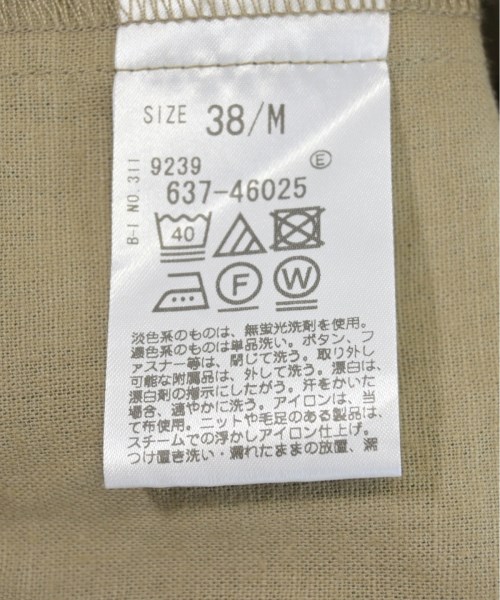 SIZE 38/M
B-I NO.311
9239 E
637-46025
40
F W
淡色系のものは、無蛍光洗剤を使用。
濃色系のものは単品洗い。ボタン、フ
ァスナー等は、閉じて洗う。取り外し
可能な附属品は、外して洗う。漂白は、
漂白剤の指示にしたがう。汗をかいた
場合、速やかに洗う。アイロンは、当
て布使用。ニットや毛足のある製品は、
スチームでの浮かしアイロン仕上げ。
つけ置き洗い・濡れたままの放置、濡